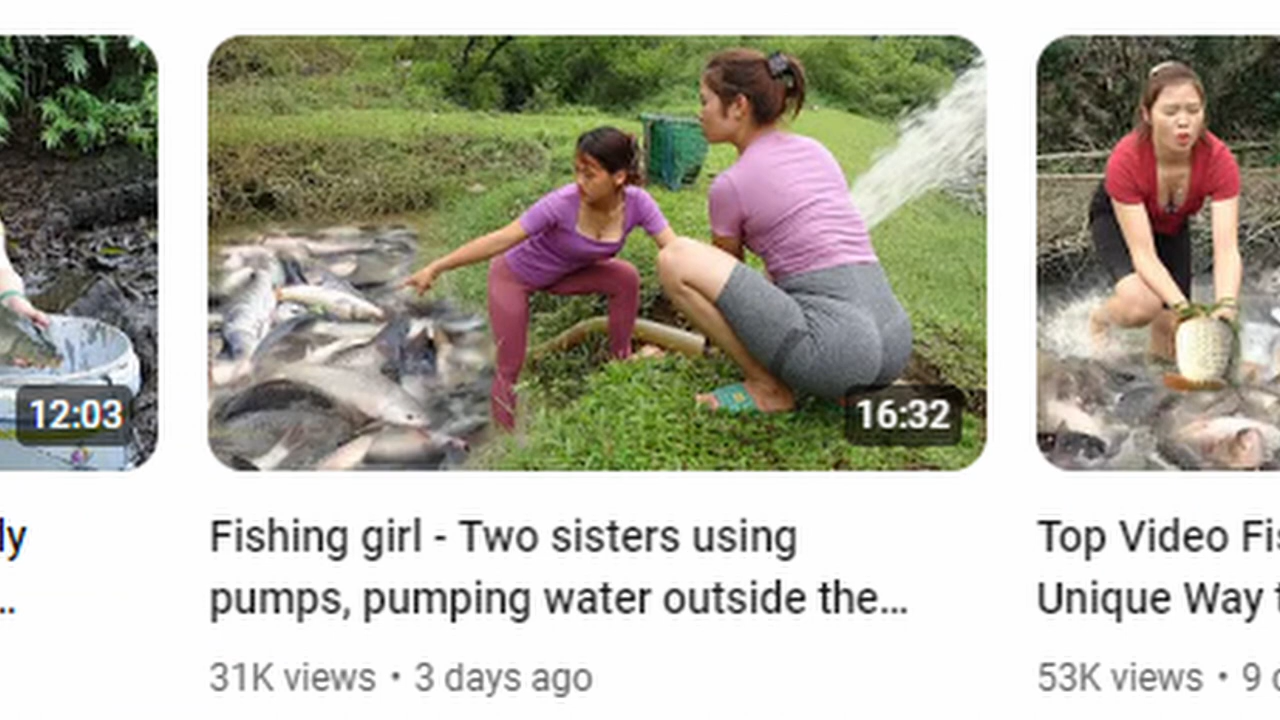 12:03
16:32
ly
..
Fishing girl - Two sisters using
pumps, pumping water outside the...
31K views • 3 days ago
Top Video Fis
Unique Way
53K views • 9